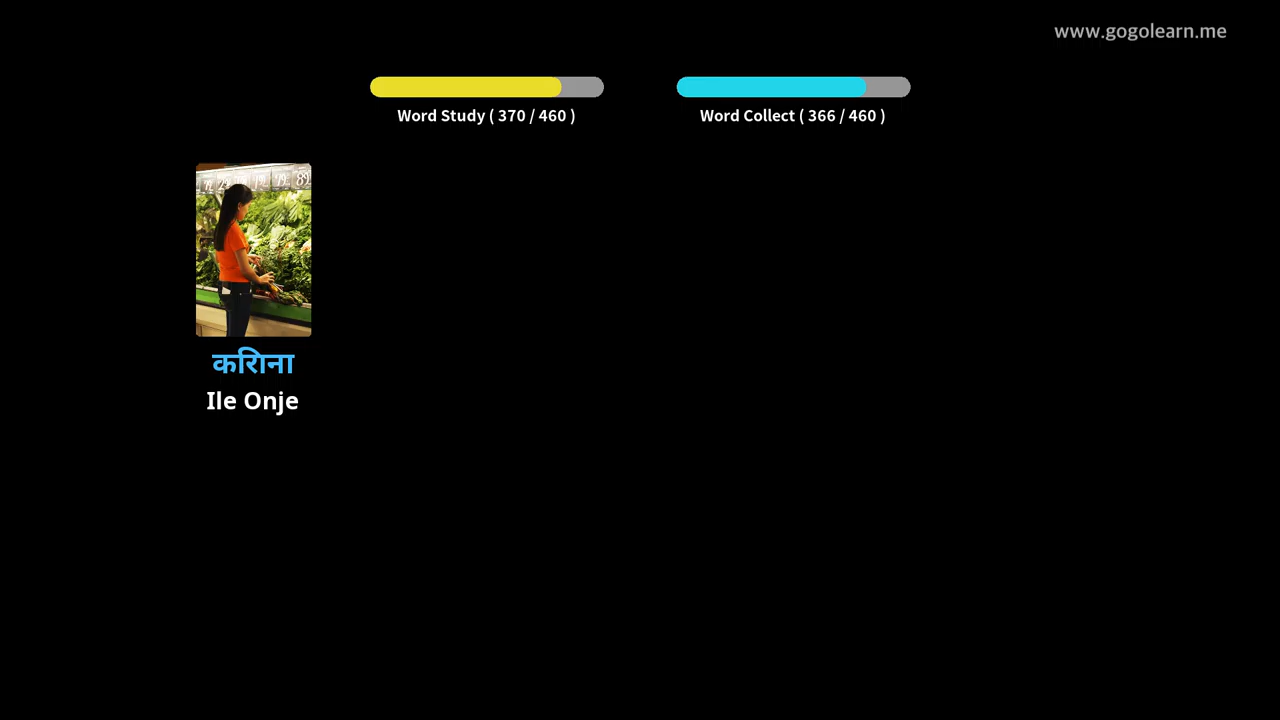 www.gogolearn.me
Word Study ( 370 / 460 )
Word Collect ( 366 / 460 )
करिाना
Ile Onje